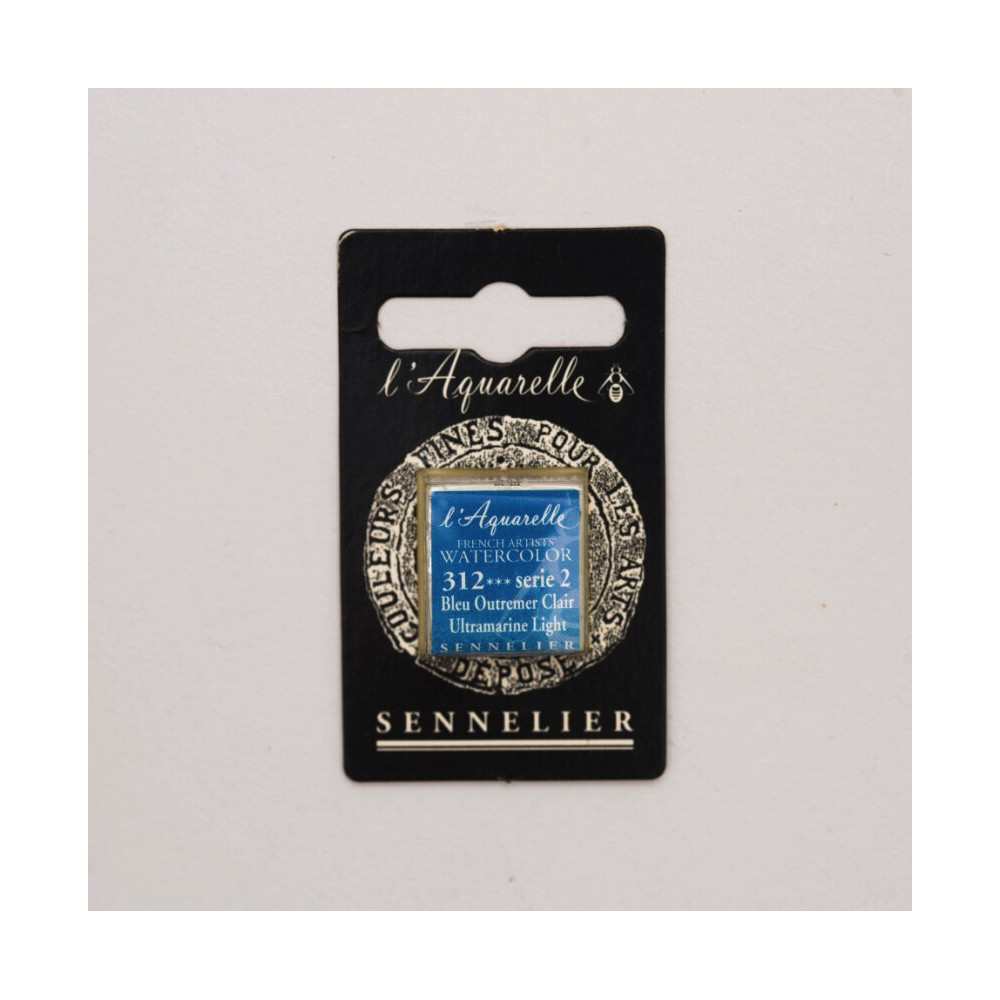 l'Aquarelle
COULEURS FINES POUR LES ARTS
l'Aquarelle
FRENCH ARTISTS'
WATERCOLOR
312*** serie 2
Bleu Outremer Clair
Ultramarine Light
SENNELIER
DEPOSE
SENNELIER